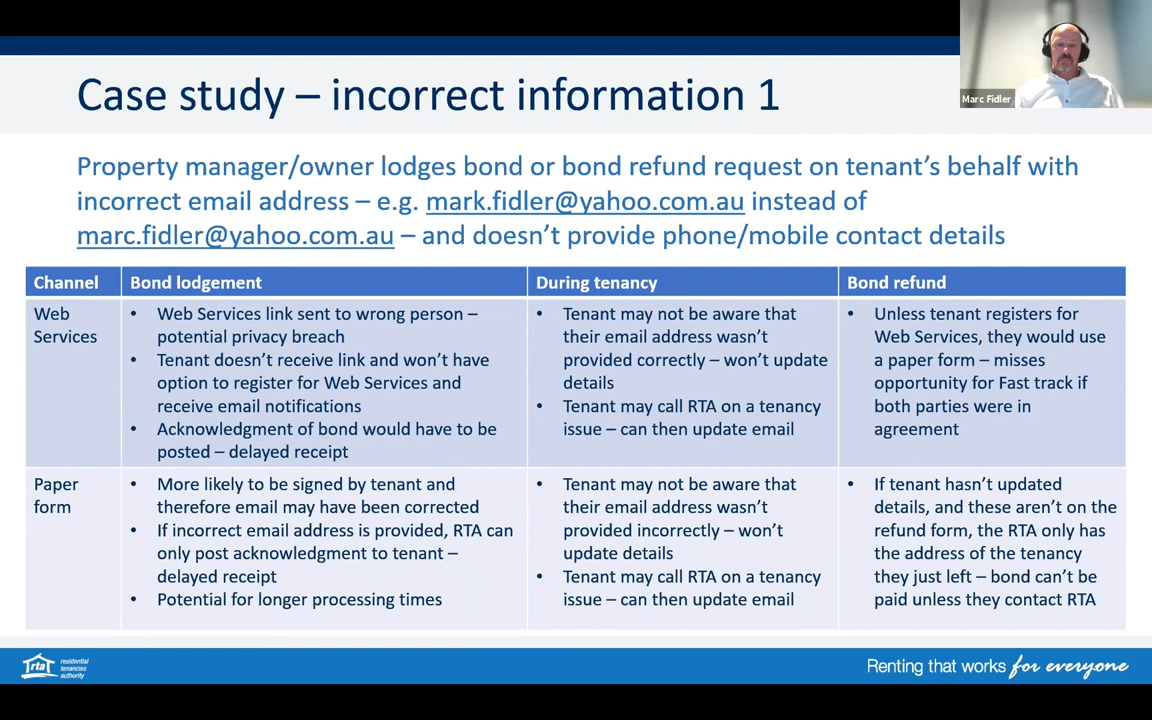 Marc Fidler
Case study – incorrect information 1
Property manager/owner lodges bond or bond refund request on tenant's behalf with
incorrect email address – e.g. mark.fidler@yahoo.com.au instead of
marc.fidler@yahoo.com.au – and doesn't provide phone/mobile contact details
Channel
Bond lodgement
During tenancy
Bond refund
Web
Services
• Web Services link sent to wrong person –
potential privacy breach
• Tenant doesn't receive link and won't have
option to register for Web Services and
receive email notifications
• Acknowledgment of bond would have to be
posted – delayed receipt
• Tenant may not be aware that
their email address wasn't
provided correctly – won't update
details
• Tenant may call RTA on a tenancy
issue – can then update email
• Unless tenant registers for
Web Services, they would use
a paper form – misses
opportunity for Fast track if
both parties were in
agreement
Paper
form
• More likely to be signed by tenant and
therefore email may have been corrected
• If incorrect email address is provided, RTA can
only post acknowledgment to tenant –
delayed receipt
• Potential for longer processing times
• Tenant may not be aware that
their email address wasn't
provided incorrectly – won't
update details
• Tenant may call RTA on a tenancy
issue – can then update email
• If tenant hasn't updated
details, and these aren't on the
refund form, the RTA only has
the address of the tenancy
they just left – bond can't be
paid unless they contact RTA
rta
residential
tenancies
authority
Renting that works for everyone